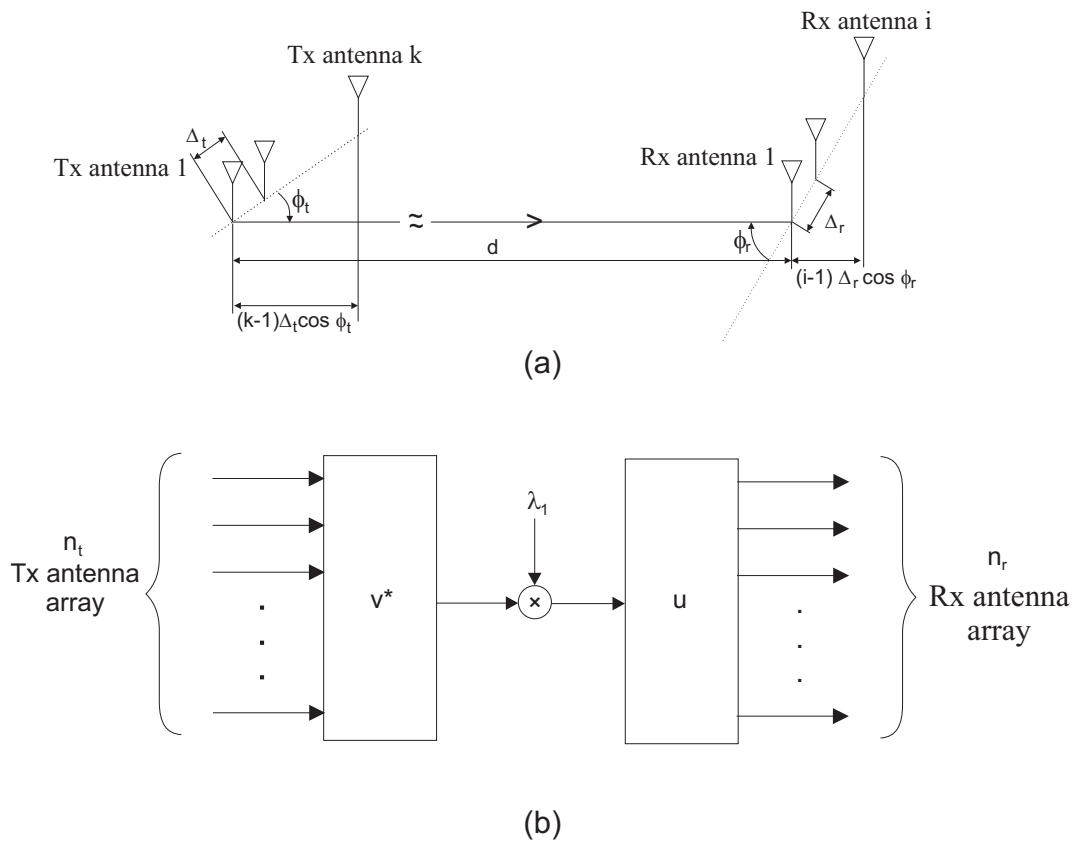 Rx antenna i
Tx antenna k
Δt
Tx antenna 1
Rx antenna 1
ϕt
≈
>
ϕr
Δr
d
(i-1) Δr cos ϕr
(k-1)Δt cos ϕt
(a)
λ1
nt
Tx antenna
array
v*
×
u
nr
Rx antenna
array
(b)